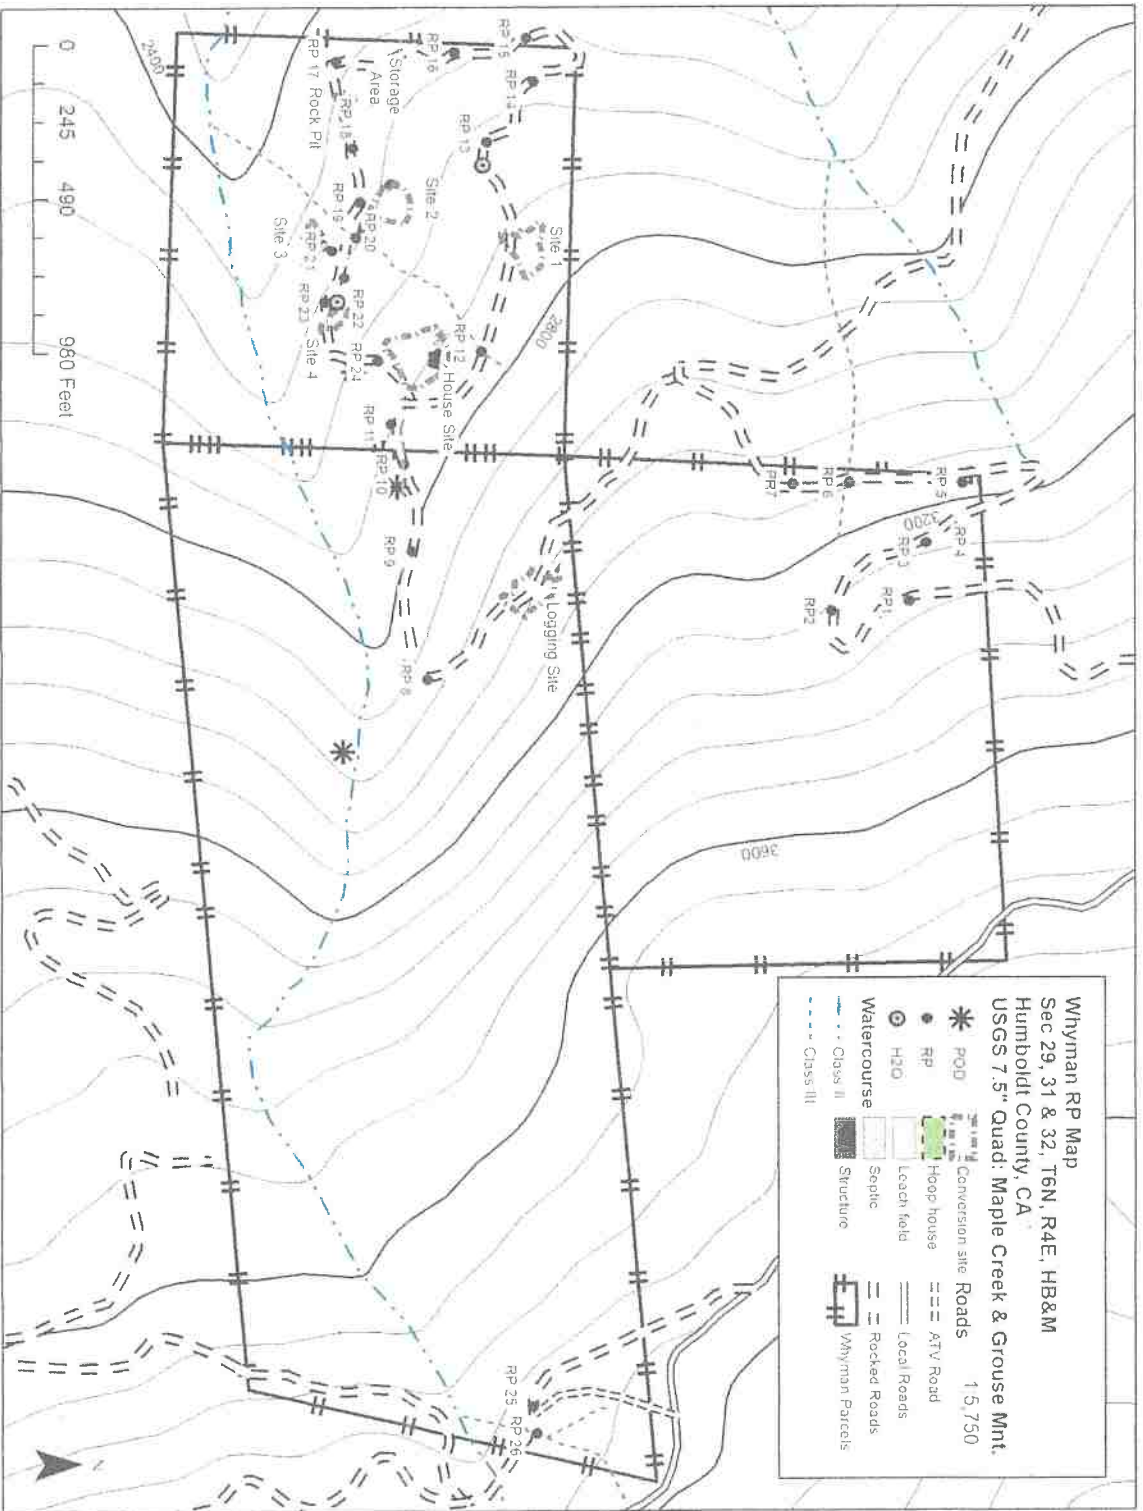 Whyman RP Map
Sec 29, 31 & 32, T6N, R4E, HB&M
Humboldt County, CA
USGS 7.5" Quad: Maple Creek & Grouse Mnt.
1:5,750
POD
RP
H2O
Watercourse
Class II
Class III
Conversion site
Hoop house
Leach field
Septic
Structure
Roads
ATV Road
Local Roads
Rocked Roads
Whyman Parcels
RP1
RP2
RP 3
RP 4
RP 5
RP 6
RP7
3200
3600
2800
2400
Logging Site
RP 8
RP 9
RP 10
RP 11
House Site
RP 12
Site 1
RP 13
RP 14
RP 15
RP 16
Storage
Area
RP 17 Rock Pit
RP 18
Site 2
RP 19
RP 20
Site 3
RP 21
RP 22
RP 23
Site 4
RP 24
RP 25
RP 26
0 245 490 980 Feet